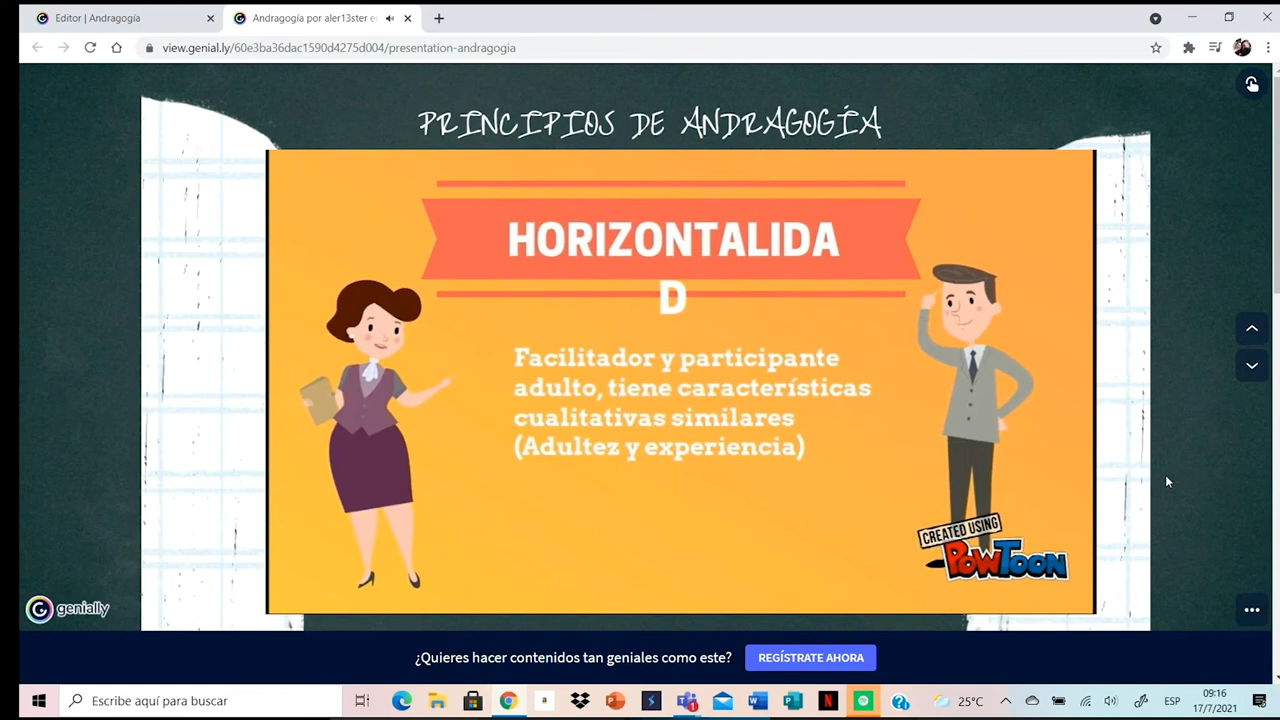 Editor | Andragogía
Andragogía por aler13ster e
view.genial.ly/60e3ba36dac1590d4275d004/presentation-andragogia
PRINCIPIOS DE ANDRAGOGÍA
HORIZONTALIDA
D
Facilitador y participante
adulto, tiene características
cualitativas similares
(Adultez y experiencia)
CREATED USING
POWTOON
genially
¿Quieres hacer contenidos tan geniales como este?
REGÍSTRATE AHORA
Escribe aquí para buscar
25°C
ESP
09:16
17/7/2021